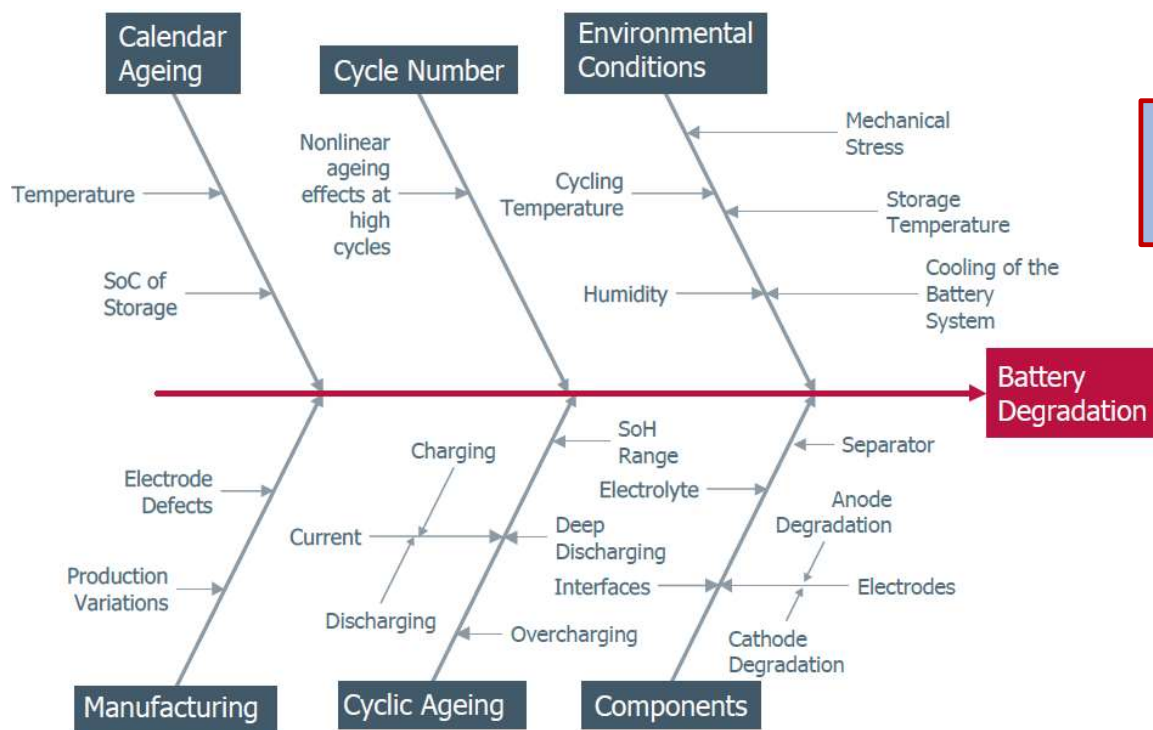 Calendar
Ageing
Cycle Number
Environmental
Conditions
Temperature
SoC of
Storage
Nonlinear
ageing
effects at
high
cycles
Mechanical
Stress
Cycling
Temperature
Storage
Temperature
Humidity
Cooling of the
Battery
System
Battery
Degradation
Electrode
Defects
Production
Variations
Charging
Current
Discharging
SoH
Range
Deep
Discharging
Overcharging
Separator
Electrolyte
Anode
Degradation
Interfaces
Electrodes
Cathode
Degradation
Manufacturing
Cyclic Ageing
Components